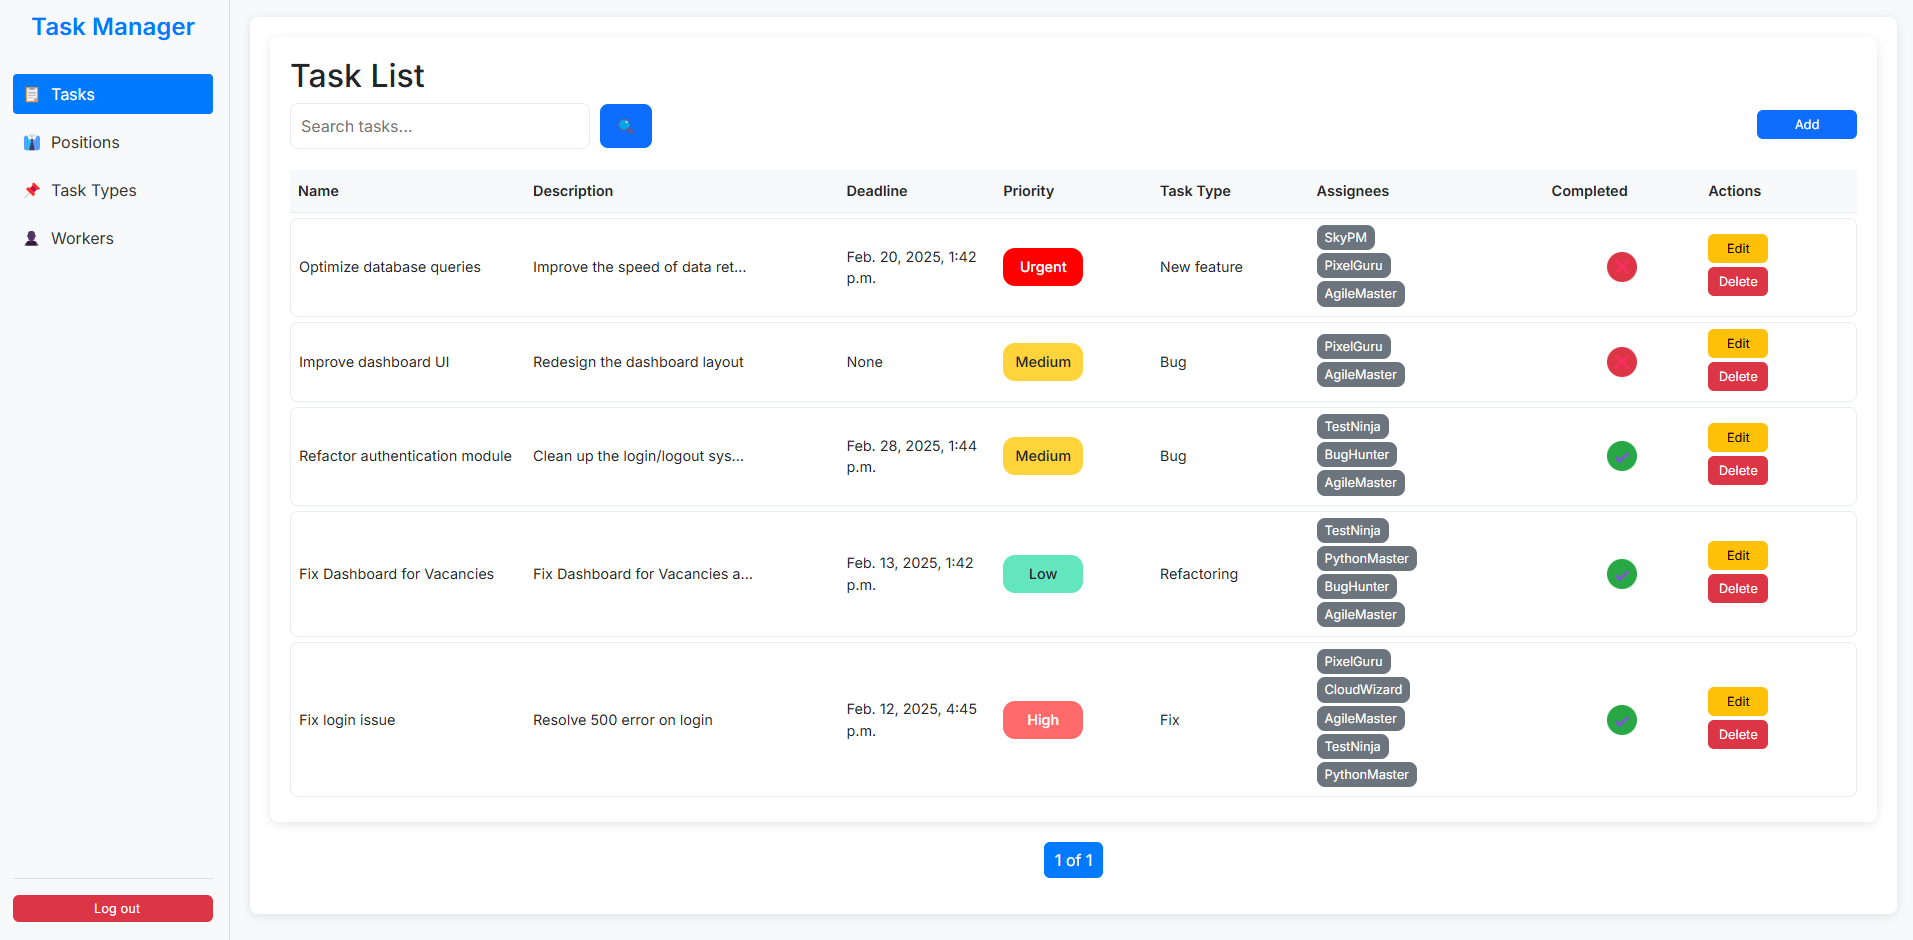 Task Manager
Tasks
Positions
Task Types
Workers
Log out
Task List
Search tasks...
Add
Name Description Deadline Priority Task Type Assignees Completed Actions
Optimize database queries Improve the speed of data ret... Feb. 20, 2025, 1:42 p.m. Urgent New feature SkyPM PixelGuru AgileMaster Edit Delete
Improve dashboard UI Redesign the dashboard layout None Medium Bug PixelGuru AgileMaster Edit Delete
Refactor authentication module Clean up the login/logout sys... Feb. 28, 2025, 1:44 p.m. Medium Bug TestNinja BugHunter AgileMaster Edit Delete
Fix Dashboard for Vacancies Fix Dashboard for Vacancies a... Feb. 13, 2025, 1:42 p.m. Low Refactoring TestNinja PythonMaster BugHunter AgileMaster Edit Delete
Fix login issue Resolve 500 error on login Feb. 12, 2025, 4:45 p.m. High Fix PixelGuru CloudWizard AgileMaster TestNinja PythonMaster Edit Delete
1 of 1